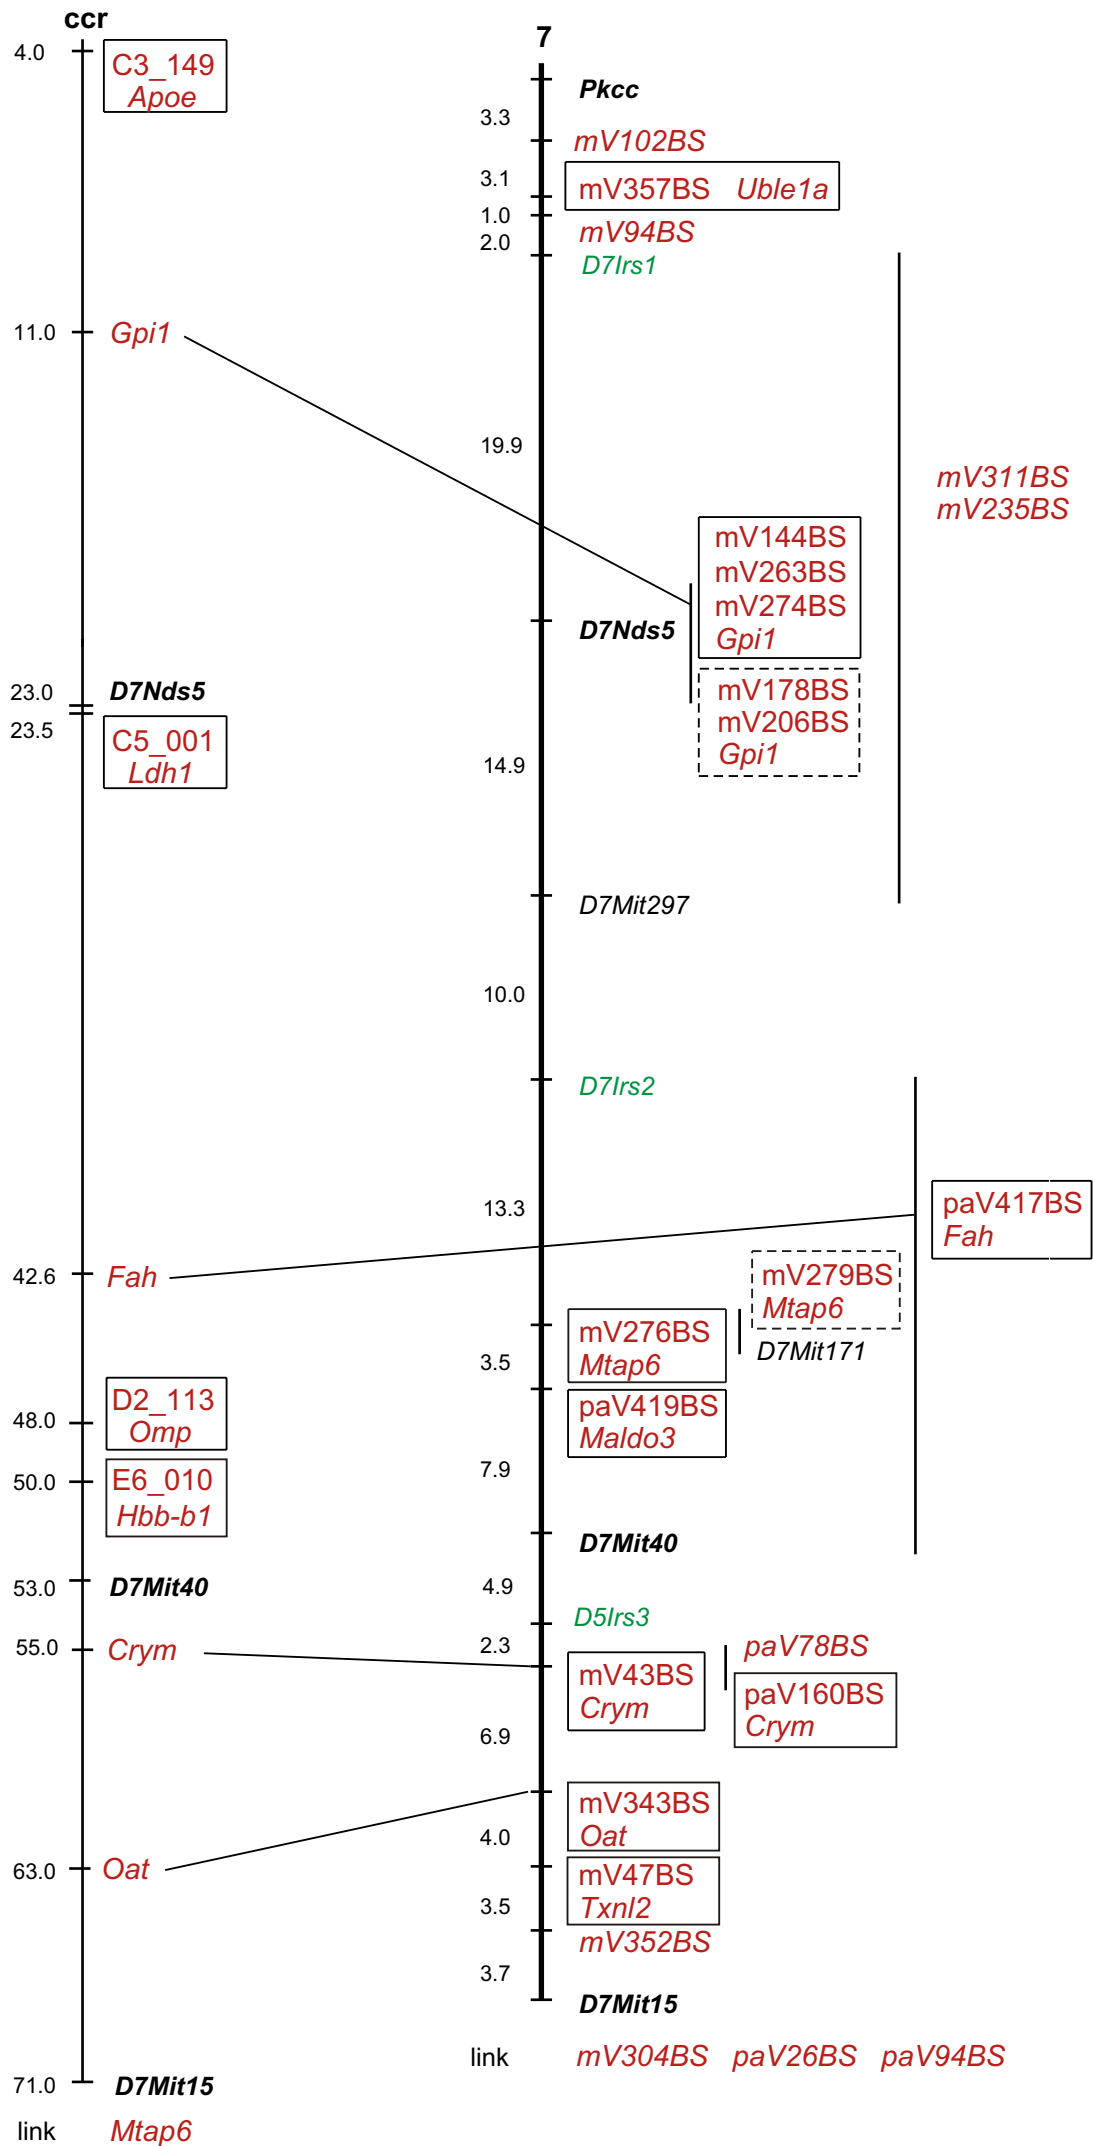 ccr
4.0
C3_149
Apoe
11.0
Gpi1
23.0
D7Nds5
23.5
C5_001
Ldh1
42.6
Fah
48.0
D2_113
Omp
50.0
E6_010
Hbb-b1
53.0
D7Mit40
55.0
Crym
63.0
Oat
71.0
D7Mit15
link
Mtap6
7
Pkcc
3.3
mV102BS
3.1
mV357BS Uble1a
1.0
mV94BS
2.0
D7Irs1
19.9
mV311BS
mV235BS
mV144BS
mV263BS
mV274BS
Gpi1
D7Nds5
mV178BS
mV206BS
Gpi1
14.9
D7Mit297
10.0
D7Irs2
13.3
paV417BS
Fah
mV279BS
Mtap6
D7Mit171
mV276BS
Mtap6
3.5
paV419BS
Maldo3
7.9
D7Mit40
4.9
D5Irs3
2.3
paV78BS
mV43BS
Crym
paV160BS
Crym
6.9
mV343BS
Oat
4.0
mV47BS
Txnl2
3.5
mV352BS
3.7
D7Mit15
link
mV304BS paV26BS paV94BS